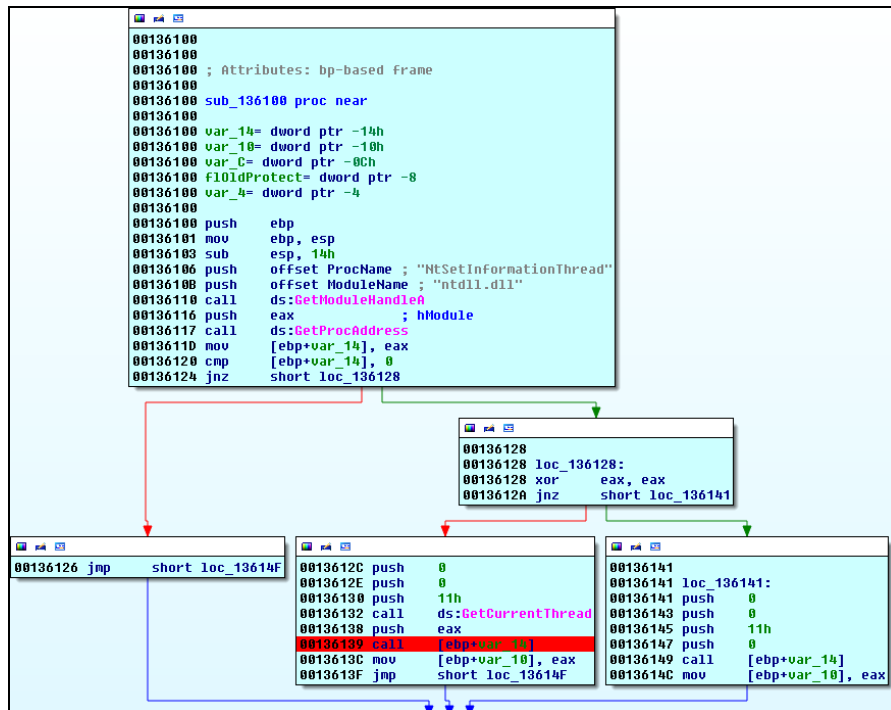 00136100
00136100
00136100 ; Attributes: bp-based frame
00136100
00136100 sub_136100 proc near
00136100
00136100 var_14= dword ptr -14h
00136100 var_10= dword ptr -10h
00136100 var_C= dword ptr -0Ch
00136100 flOldProtect= dword ptr -8
00136100 var_4= dword ptr -4
00136100
00136100 push ebp
00136101 mov ebp, esp
00136103 sub esp, 14h
00136106 push offset ProcName ; "NtSetInformationThread"
0013610B push offset ModuleName ; "ntdll.dll"
00136110 call ds:GetModuleHandleA
00136116 push eax ; hModule
00136117 call ds:GetProcAddress
0013611D mov [ebp+var_14], eax
00136120 cmp [ebp+var_14], 0
00136124 jnz short loc_136128
00136128
00136128 loc_136128:
00136128 xor eax, eax
0013612A jnz short loc_136141
00136126 jmp short loc_13614F
0013612C push 0
0013612E push 0
00136130 push 11h
00136132 call ds:GetCurrentThread
00136138 push eax
00136139 call [ebp+var_14]
0013613C mov [ebp+var_10], eax
0013613F jmp short loc_13614F
00136141
00136141 loc_136141:
00136141 push 0
00136143 push 0
00136145 push 11h
00136147 push 0
00136149 call [ebp+var_14]
0013614C mov [ebp+var_10], eax